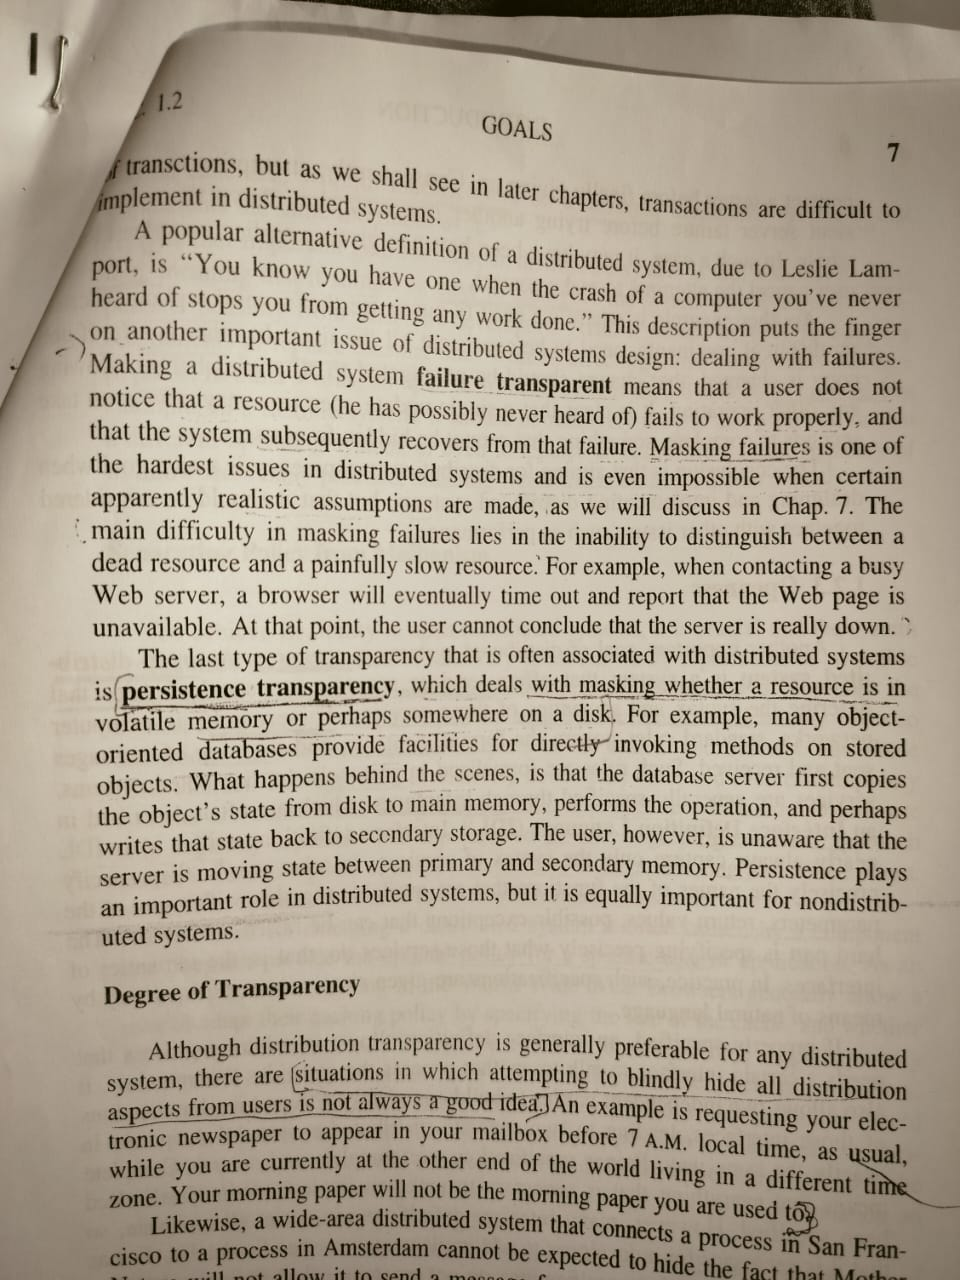 1.2
GOALS
7
transctions, but as we shall see in later chapters, transactions are difficult to
implement in distributed systems.
A popular alternative definition of a distributed system, due to Leslie Lam-
port, is “You know you have one when the crash of a computer you’ve never
heard of stops you from getting any work done.” This description puts the finger
on another important issue of distributed systems design: dealing with failures.
Making a distributed system failure transparent means that a user does not
notice that a resource (he has possibly never heard of) fails to work properly, and
that the system subsequently recovers from that failure. Masking failures is one of
the hardest issues in distributed systems and is even impossible when certain
apparently realistic assumptions are made, as we will discuss in Chap. 7. The
main difficulty in masking failures lies in the inability to distinguish between a
dead resource and a painfully slow resource. For example, when contacting a busy
Web server, a browser will eventually time out and report that the Web page is
unavailable. At that point, the user cannot conclude that the server is really down.
The last type of transparency that is often associated with distributed systems
is persistence transparency, which deals with masking whether a resource is in
volatile memory or perhaps somewhere on a disk. For example, many object-
oriented databases provide facilities for directly invoking methods on stored
objects. What happens behind the scenes, is that the database server first copies
the object’s state from disk to main memory, performs the operation, and perhaps
writes that state back to secondary storage. The user, however, is unaware that the
server is moving state between primary and secondary memory. Persistence plays
an important role in distributed systems, but it is equally important for nondistrib-
uted systems.
Degree of Transparency
Although distribution transparency is generally preferable for any distributed
system, there are situations in which attempting to blindly hide all distribution
aspects from users is not always a good idea. An example is requesting your elec-
tronic newspaper to appear in your mailbox before 7 A.M. local time, as usual,
while you are currently at the other end of the world living in a different time
zone. Your morning paper will not be the morning paper you are used to.
Likewise, a wide-area distributed system that connects a process in San Fran-
cisco to a process in Amsterdam cannot be expected to hide the fact that Mother
will not allow it to send a